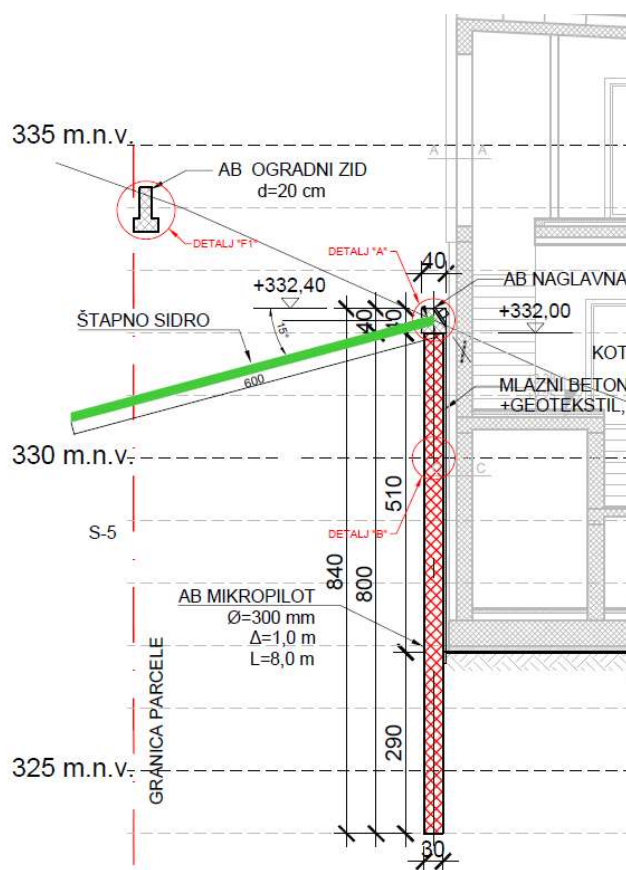 335 m.n.v.
A A
AB OGRADNI ZID
d=20 cm
DETALJ "F1"
DETALJ "A"
40
+332,40
AB NAGLAVNA
+332,00
40
40
15°
ŠTAPNO SIDRO
KOT
600
MLAZNI BETON
+GEOTEKSTIL,
330 m.n.v.
C
510
S-5
DETALJ "B"
840
800
AB MIKROPILOT
Ø=300 mm
Δ=1,0 m
L=8,0 m
GRANICA PARCELE
290
325 m.n.v.
30